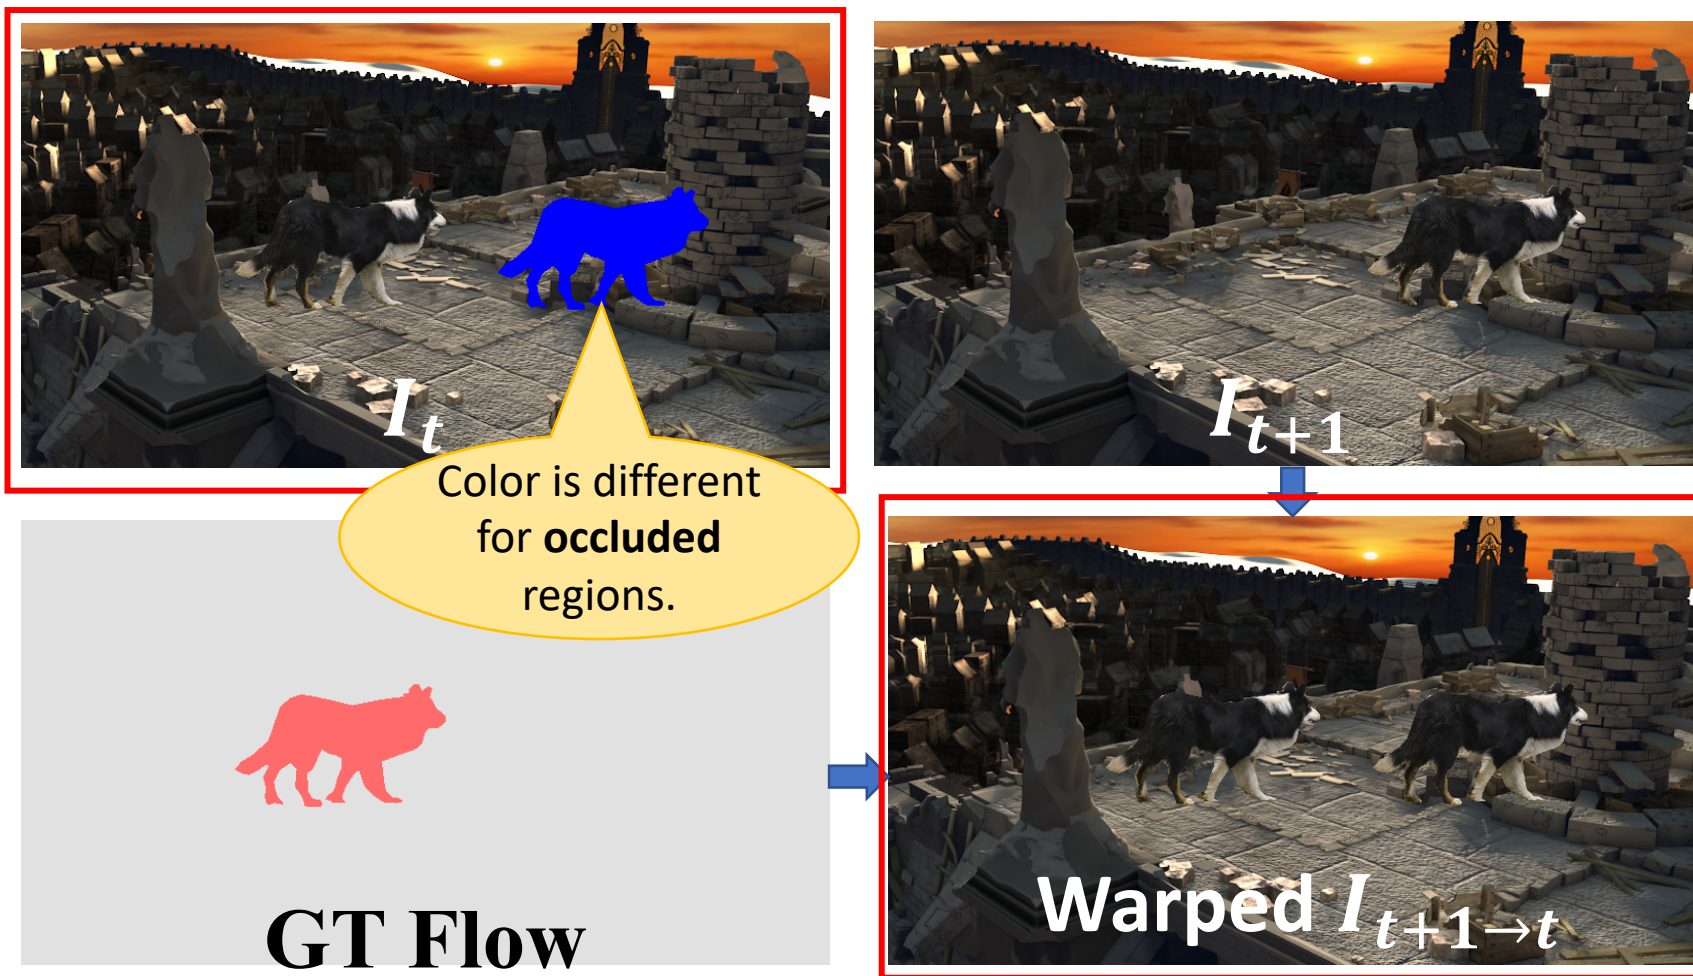 I_t
I_{t+1}
Color is different
for occluded
regions.
GT Flow
Warped I_{t+1→t}